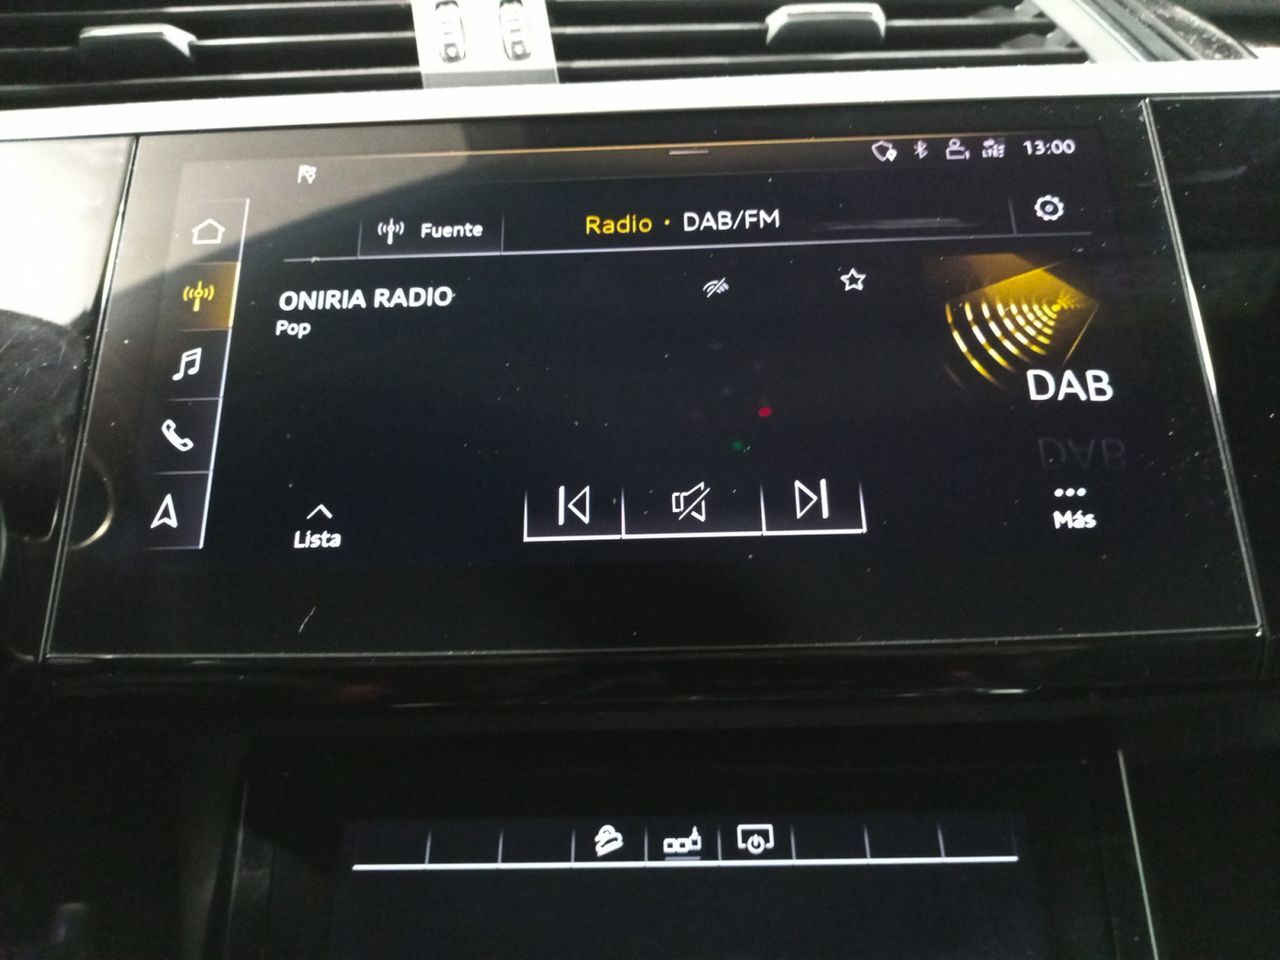 13:00
Fuente
Radio · DAB/FM
ONIRIA RADIO
Pop
DAB
Lista
Más